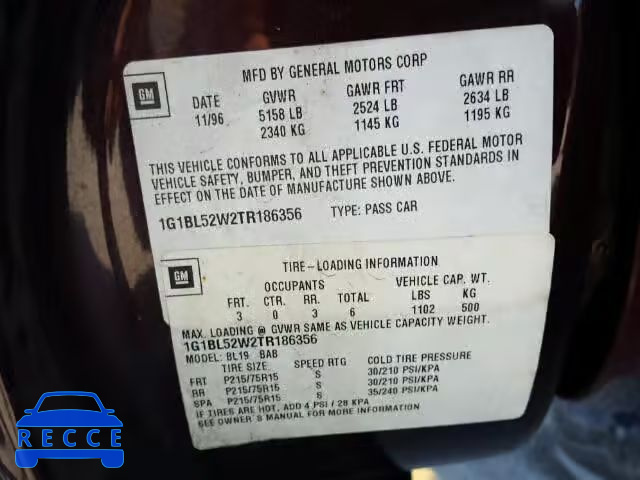 GM
MFD BY GENERAL MOTORS CORP
DATE GVWR GAWR FRT GAWR RR
11/96 5158 LB 2524 LB 2634 LB
2340 KG 1145 KG 1195 KG
THIS VEHICLE CONFORMS TO ALL APPLICABLE U.S. FEDERAL MOTOR
VEHICLE SAFETY, BUMPER, AND THEFT PREVENTION STANDARDS IN
EFFECT ON THE DATE OF MANUFACTURE SHOWN ABOVE.
1G1BL52W2TR186356 TYPE: PASS CAR
GM
TIRE-LOADING INFORMATION
OCCUPANTS VEHICLE CAP. WT.
FRT. CTR. RR. TOTAL LBS KG
3 0 3 6 1102 500
MAX. LOADING @ GVWR SAME AS VEHICLE CAPACITY WEIGHT.
1G1BL52W2TR186356
MODEL: BL19 BAB
TIRE SIZE SPEED RTG COLD TIRE PRESSURE
FRT P215/75R15 S 30/210 PSI/KPA
RR P215/75R15 S 30/210 PSI/KPA
SPA P215/75R15 S 35/240 PSI/KPA
IF TIRES ARE HOT, ADD 4 PSI / 28 KPA
SEE OWNER'S MANUAL FOR MORE INFORMATION
RECCE